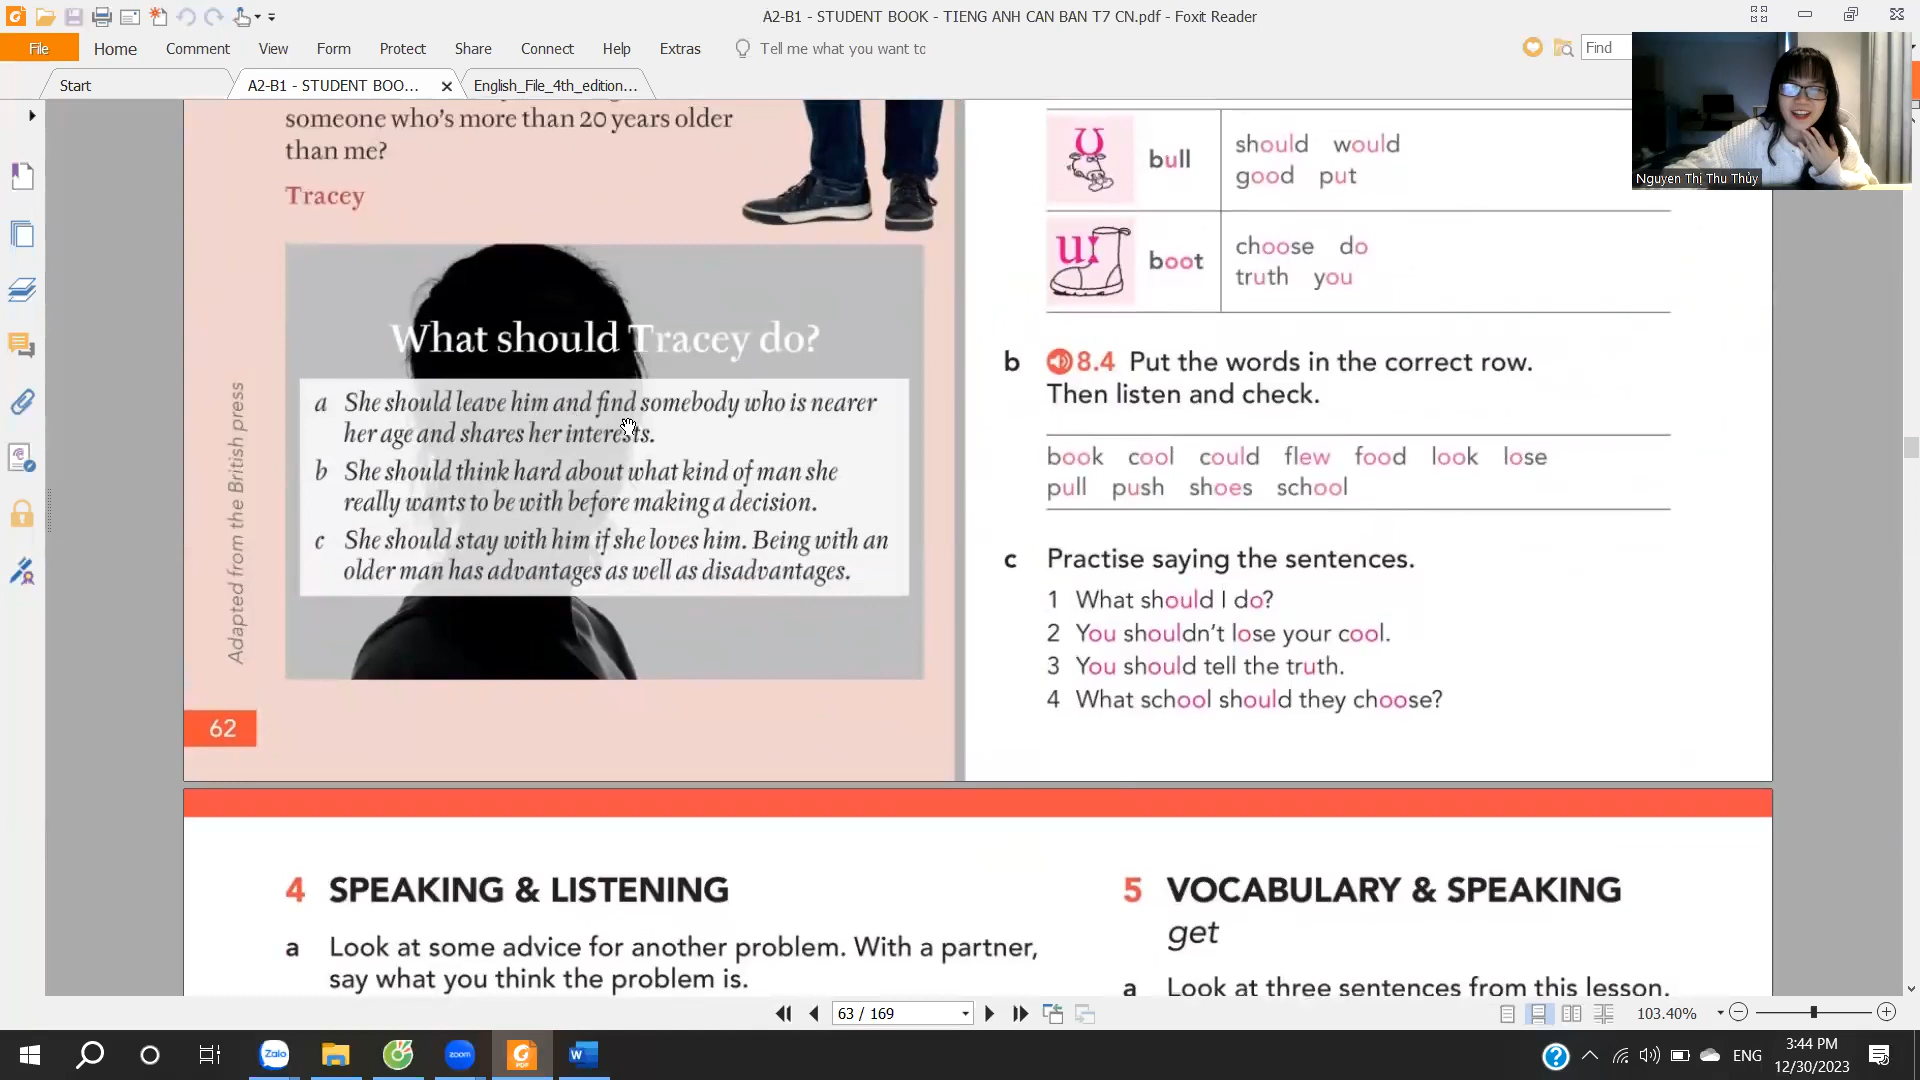 A2-B1 - STUDENT BOOK - TIENG ANH CAN BAN T7 CN.pdf - Foxit Reader
File Home Comment View Form Protect Share Connect Help Extras Tell me what you want to Find
Start A2-B1 - STUDENT BOO... English_File_4th_edition...
Nguyen Thị Thu Thủy
someone who's more than 20 years older
than me?
Tracey
What should Tracey do?
a She should leave him and find somebody who is nearer
her age and shares her interests.
b She should think hard about what kind of man she
really wants to be with before making a decision.
c She should stay with him if she loves him. Being with an
older man has advantages as well as disadvantages.
Adapted from the British press
62
ʊ bull should would
good put
uː boot choose do
truth you
b 8.4 Put the words in the correct row.
Then listen and check.
book cool could flew food look lose
pull push shoes school
c Practise saying the sentences.
1 What should I do?
2 You shouldn't lose your cool.
3 You should tell the truth.
4 What school should they choose?
4 SPEAKING & LISTENING
a Look at some advice for another problem. With a partner,
say what you think the problem is.
5 VOCABULARY & SPEAKING
get
a Look at three sentences from this lesson.
63 / 169 103.40%
Zalo zoom PDF W ENG 3:44 PM
12/30/2023